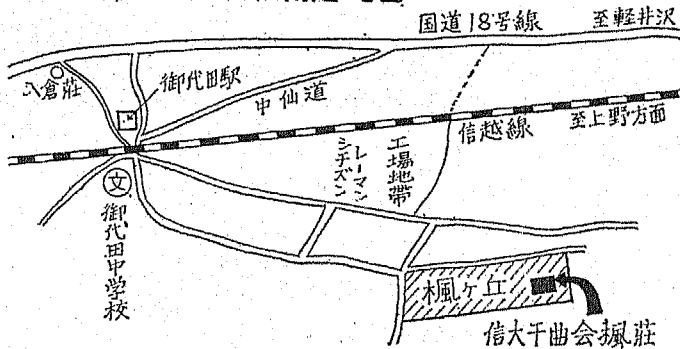 国道18号線
至軽井沢
八倉荘
御代田駅
中仙道
信越線
至上野方面
シチズン
レーマン
工場地帯
文
御代田中学校
楓ヶ丘
信大千曲会楓荘